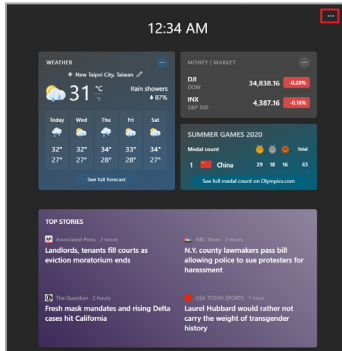 ...
12:34 AM
WEATHER
...
New Taipei City, Taiwan
31 °C
°F
Rain showers
87%
Today Wed Thu Fri Sat
32° 32° 34° 33° 34°
27° 27° 28° 27° 27°
See full forecast
MONEY | MARKET
...
DJI
DOW
34,838.16
-0.28%
INX
S&P 500
4,387.16
-0.18%
SUMMER GAMES 2020
Medal count
Total
1 China 29 18 16 63
See full medal count on Olympics.com
TOP STORIES
Associated Press · 2 hours
Landlords, tenants fill courts as
eviction moratorium ends
NBC News · 2 hours
N.Y. county lawmakers pass bill
allowing police to sue protesters for
harassment
The Guardian · 2 hours
Fresh mask mandates and rising Delta
cases hit California
USA TODAY SPORTS · 1 hour
Laurel Hubbard would rather not
carry the weight of transgender
history